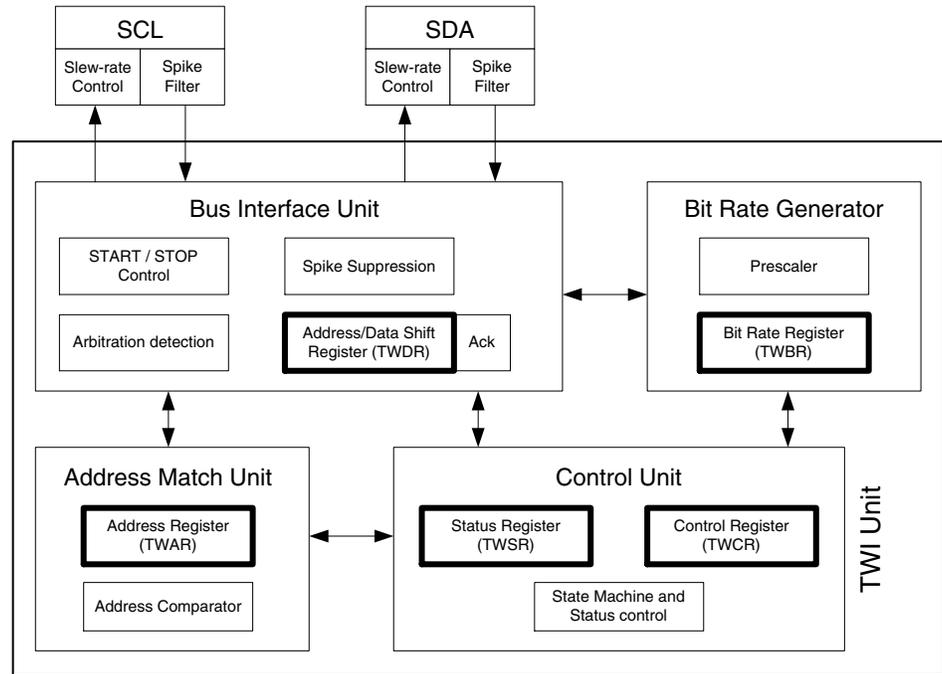 SCL
SDA
Slew-rate
Control
Spike
Filter
Slew-rate
Control
Spike
Filter
Bus Interface Unit
START / STOP
Control
Spike Suppression
Arbitration detection
Address/Data Shift
Register (TWDR)
Ack
Bit Rate Generator
Prescaler
Bit Rate Register
(TWBR)
Address Match Unit
Address Register
(TWAR)
Address Comparator
Control Unit
Status Register
(TWSR)
Control Register
(TWCR)
State Machine and
Status control
TWI Unit